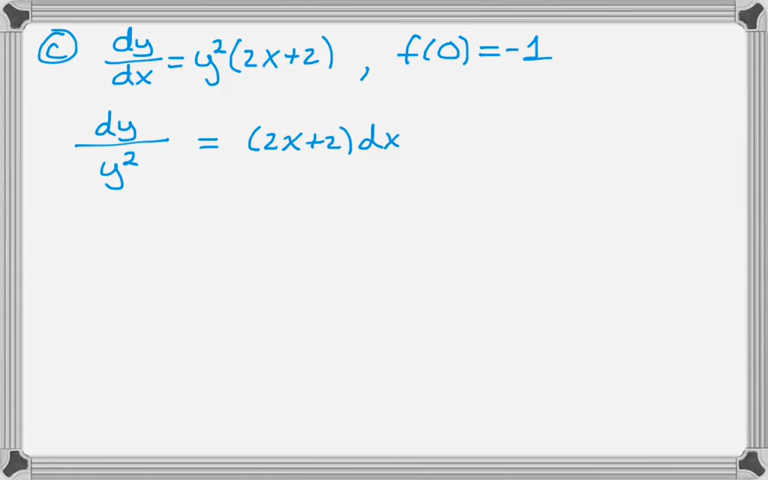 ⓒ dy/dx = y²(2x+2) , f(0) = -1
dy/y² = (2x+2)dx